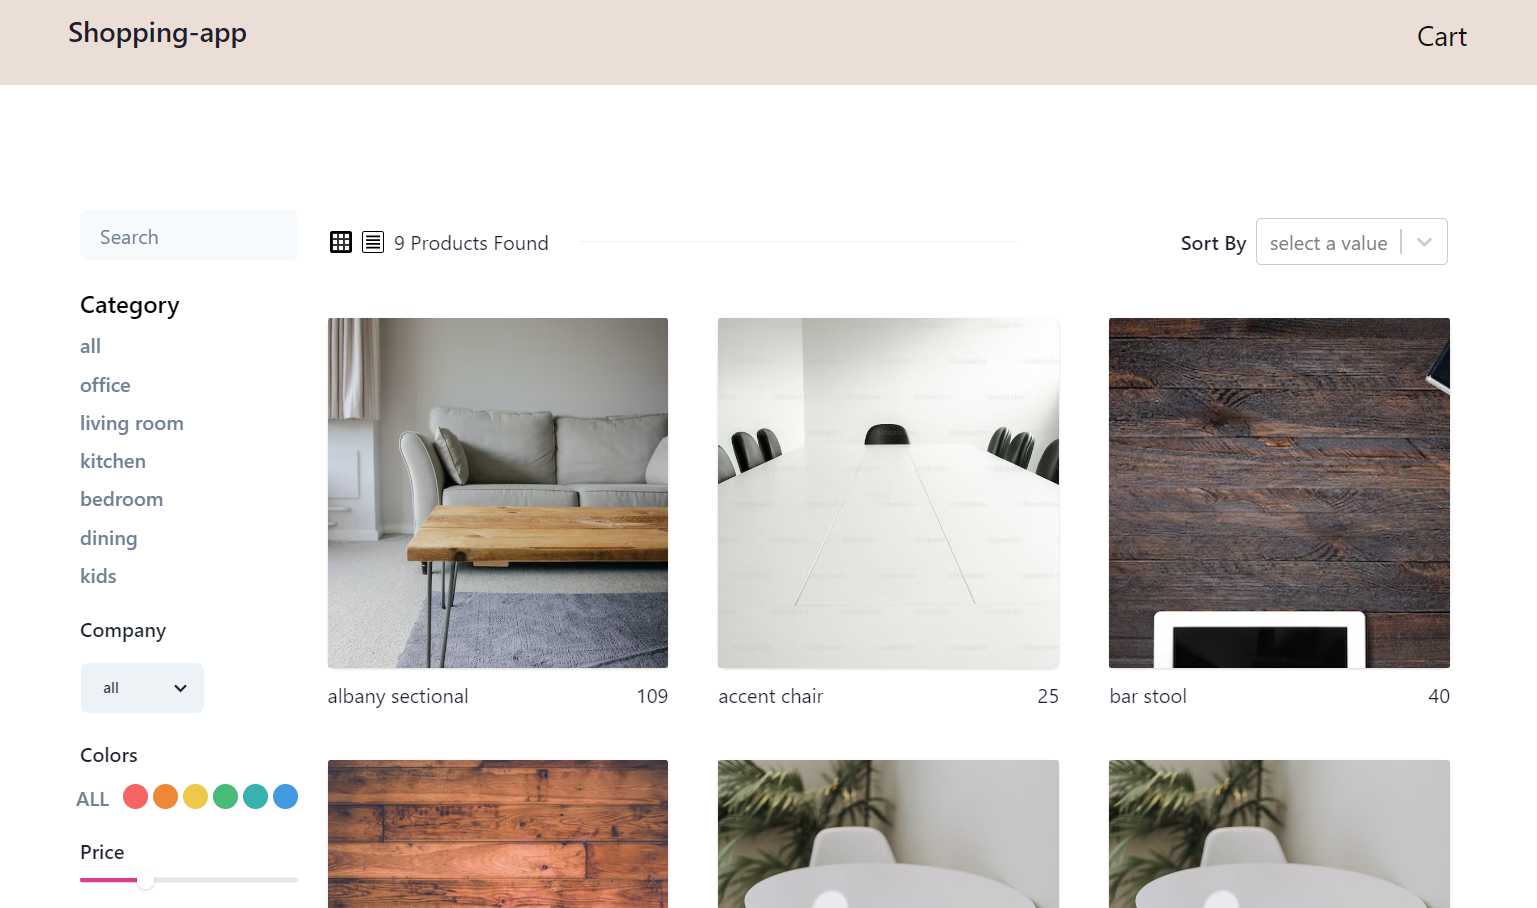 Shopping-app
Cart
Search
9 Products Found
Sort By
select a value
Category
all
office
living room
kitchen
bedroom
dining
kids
Company
all
Colors
ALL
Price
albany sectional 109
accent chair 25
bar stool 40